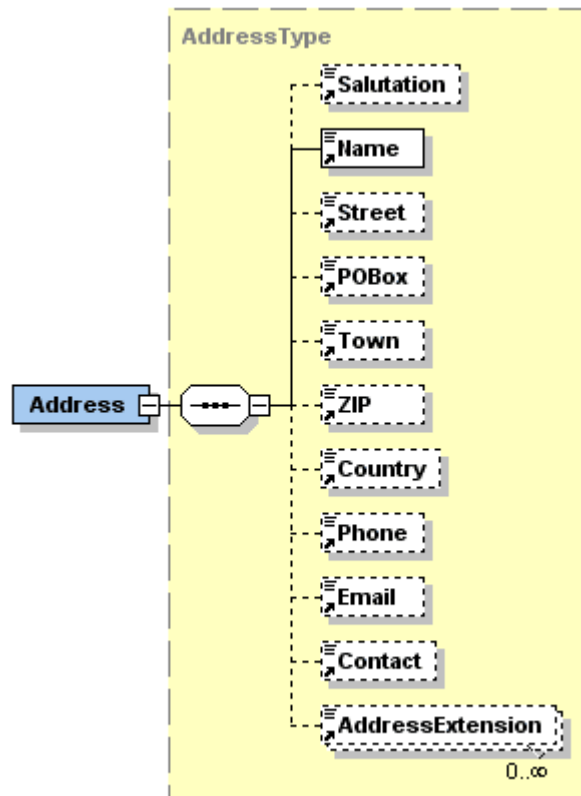 AddressType
Salutation
Name
Street
POBox
Town
Address
ZIP
Country
Phone
Email
Contact
AddressExtension
0..∞